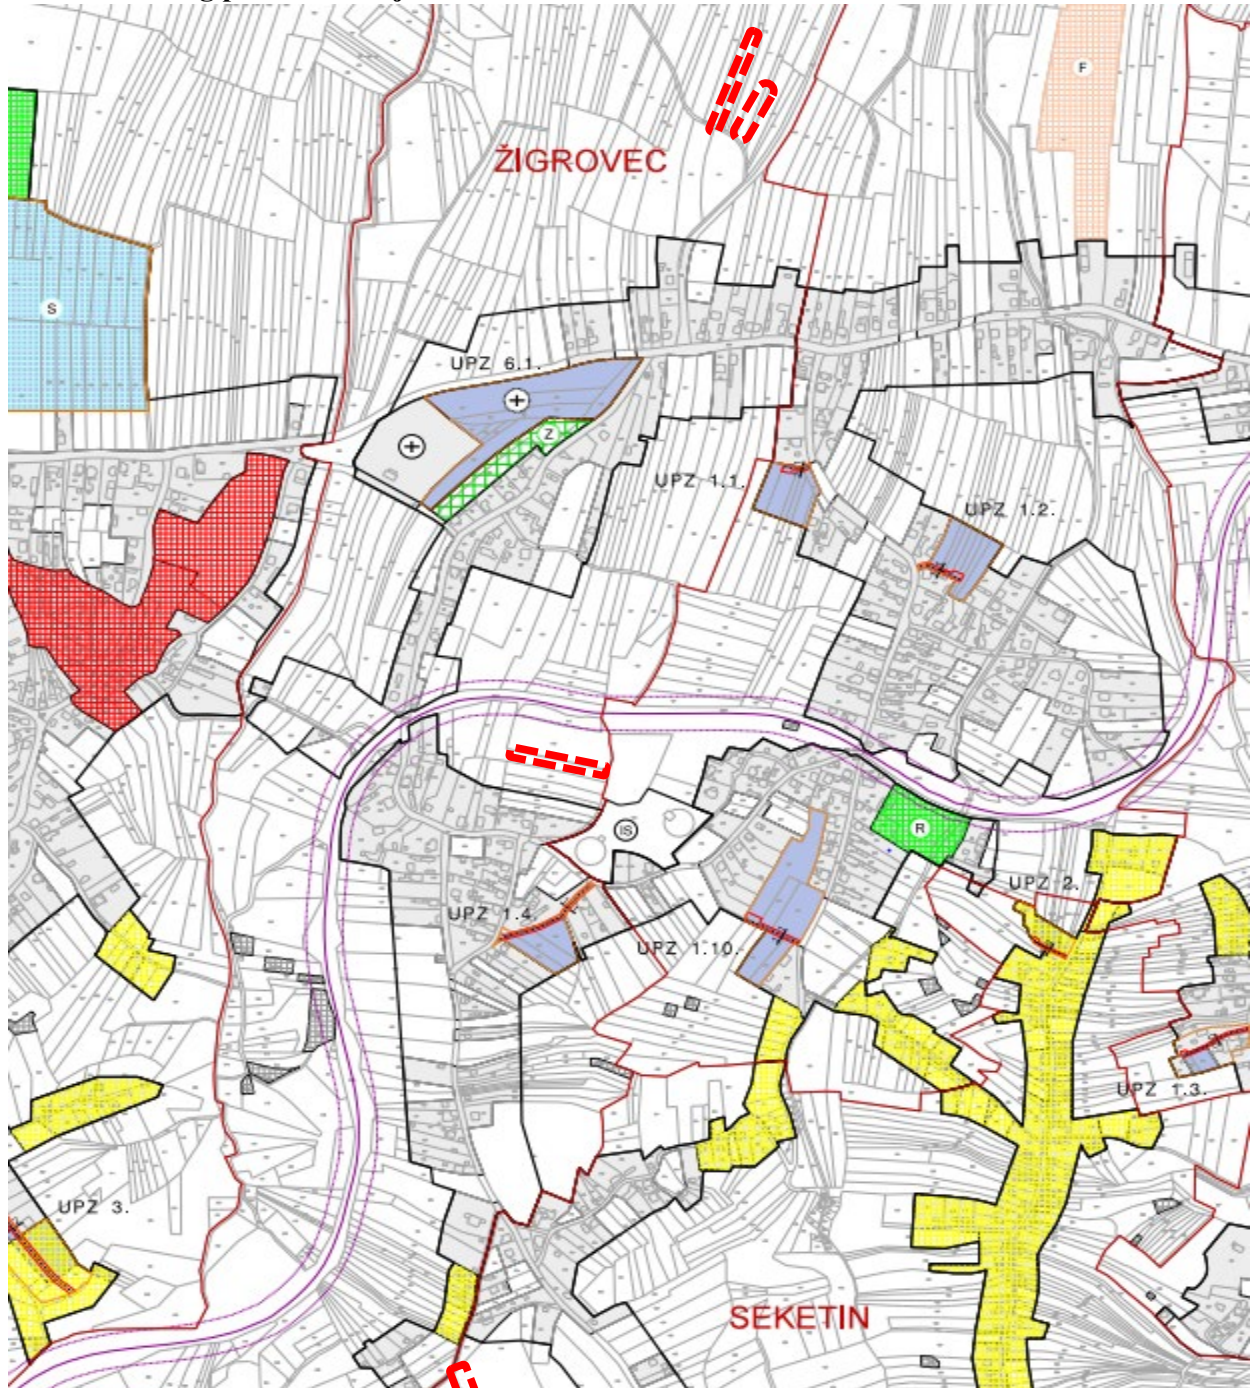 F
ŽIGROVEC
S
UPZ 6.1.
Z
UPZ 1.1.
UPZ 1.2.
R
IS
UPZ 2.
UPZ 1.4.
UPZ 1.10.
UPZ 1.3.
UPZ 3.
SEKETIN